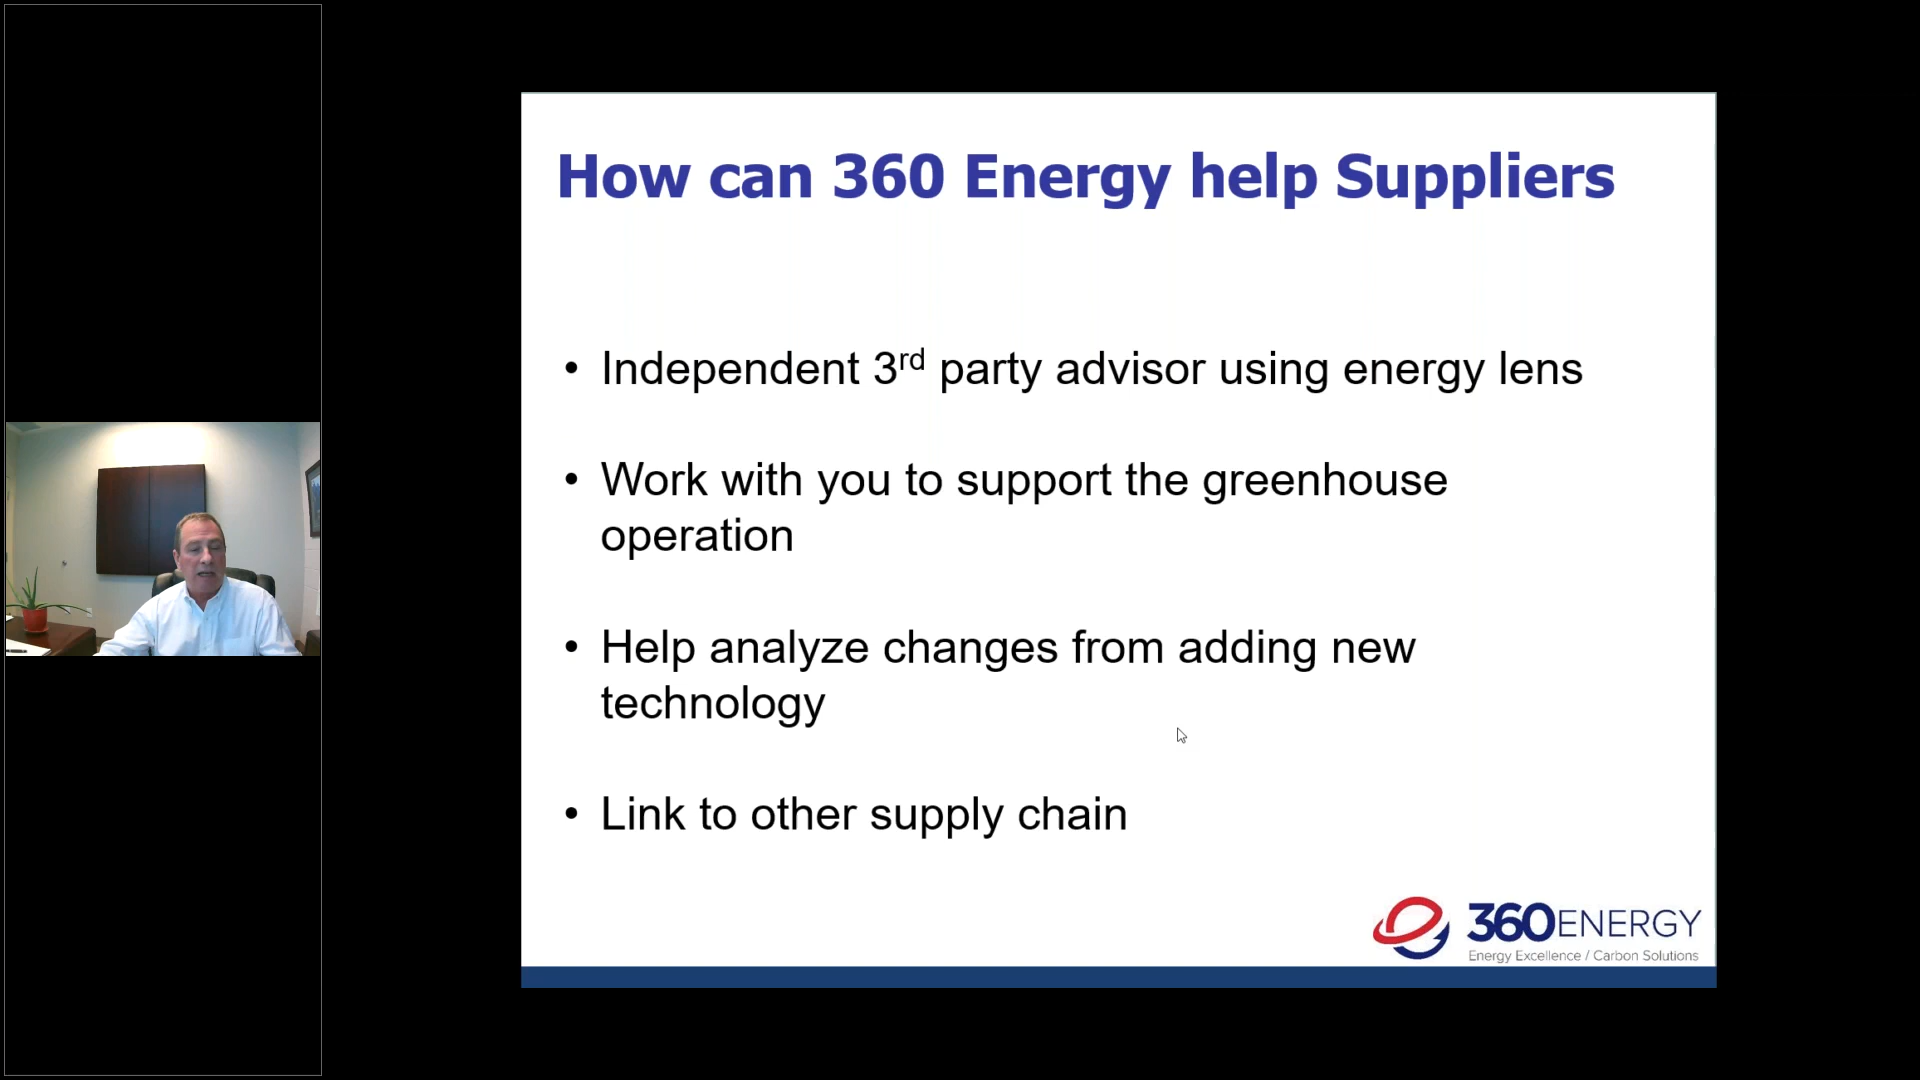 How can 360 Energy help Suppliers
• Independent 3rd party advisor using energy lens
• Work with you to support the greenhouse
operation
• Help analyze changes from adding new
technology
• Link to other supply chain
360ENERGY
Energy Excellence / Carbon Solutions